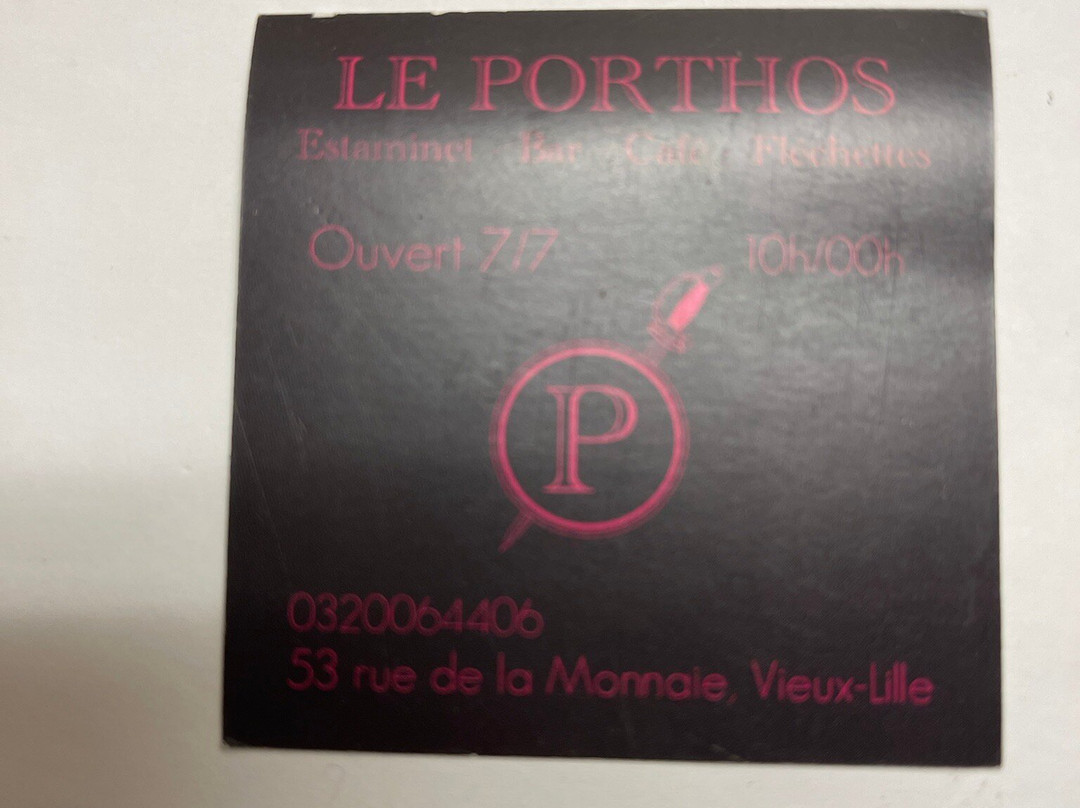 LE PORTHOS
Estaminet Bar Café Fléchettes
Ouvert 7/7 10h/00h
P
0320064406
53 rue de la Monnaie, Vieux-Lille